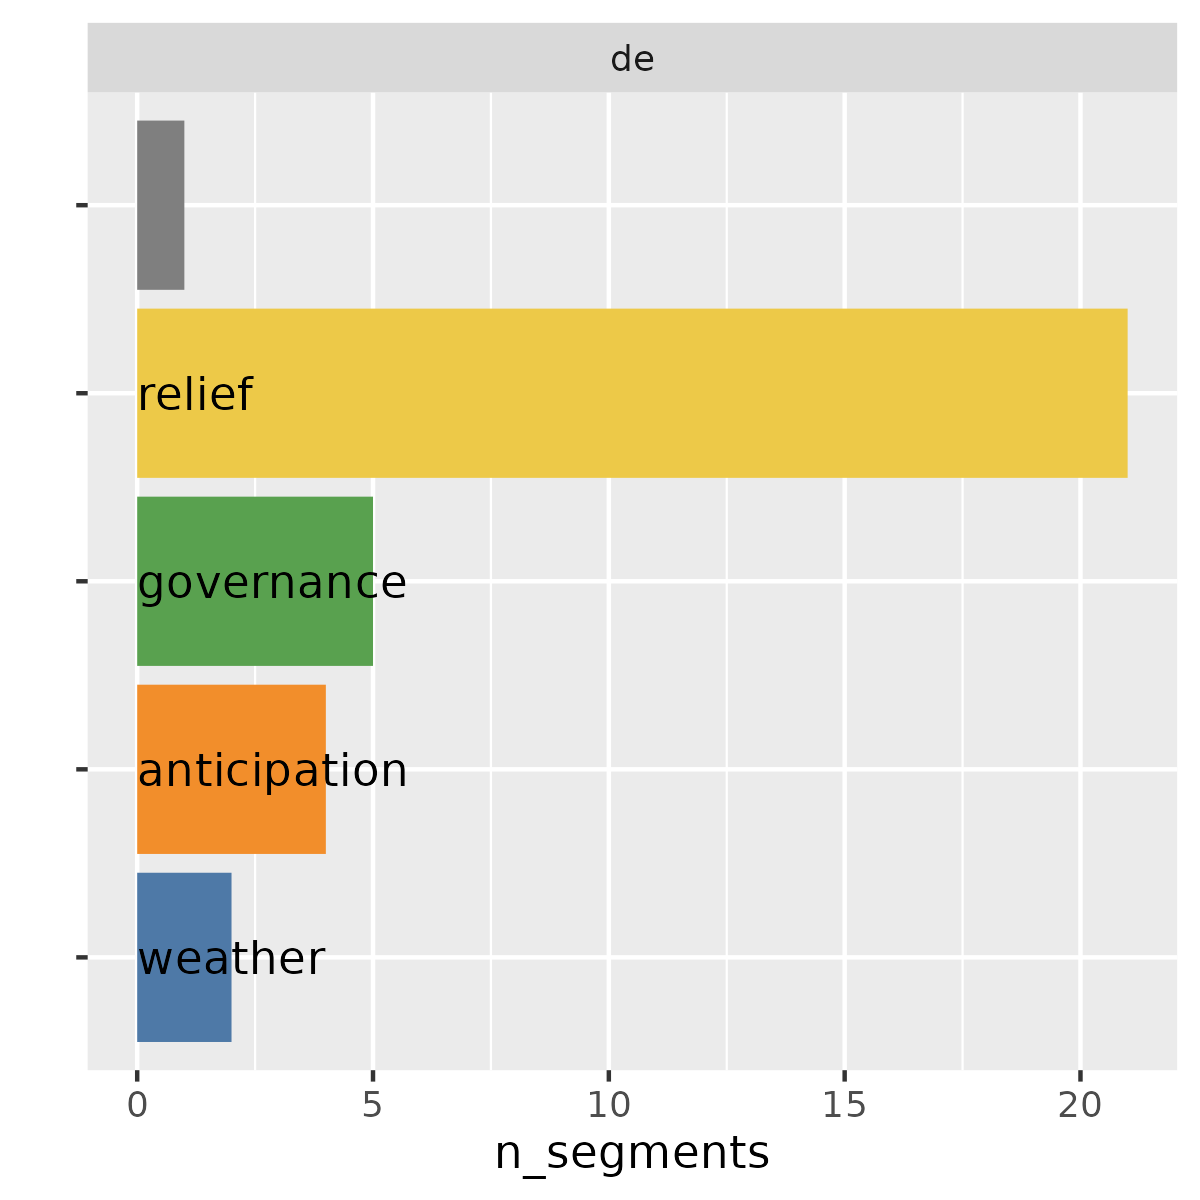 de
relief
governance
anticipation
weather
0 5 10 15 20
n_segments